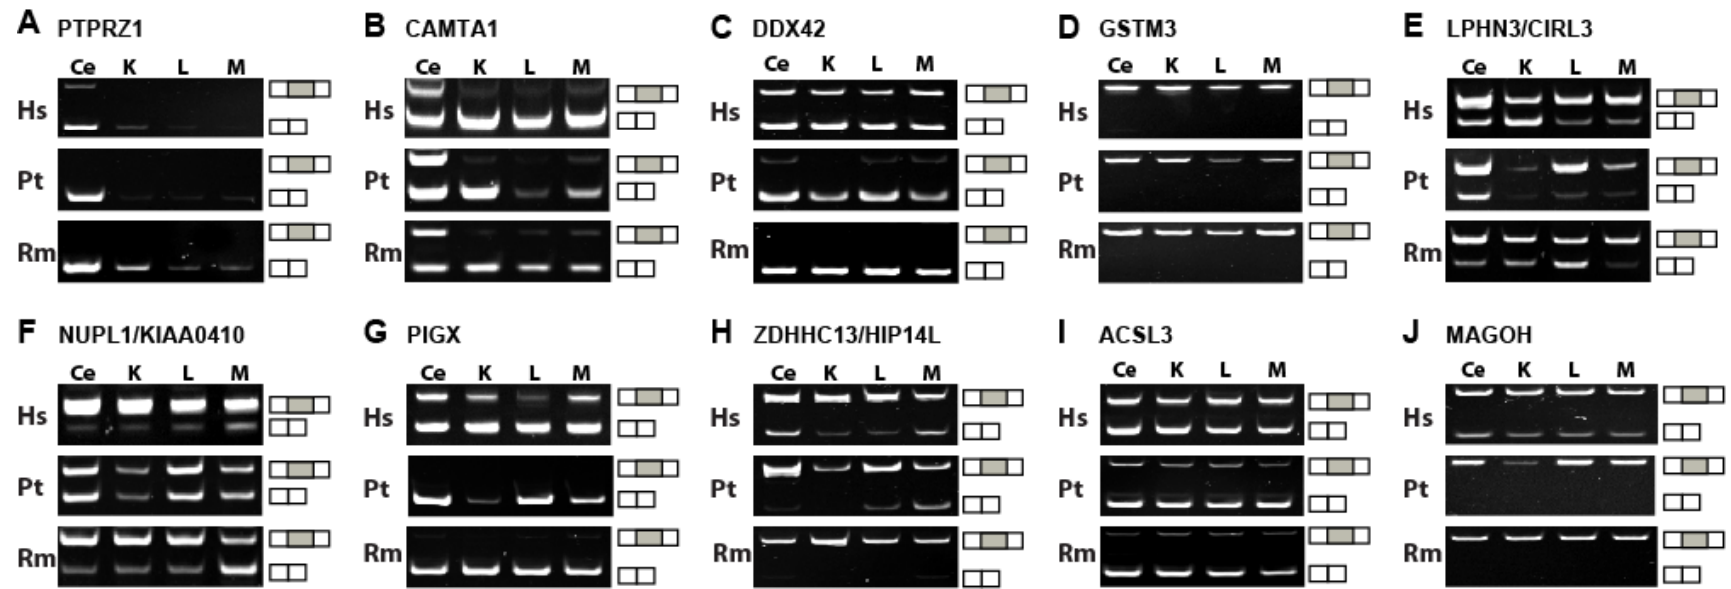 A PTPRZ1
Ce K L M
Hs
Pt
Rm
B CAMTA1
Ce K L M
Hs
Pt
Rm
C DDX42
Ce K L M
Hs
Pt
Rm
D GSTM3
Ce K L M
Hs
Pt
Rm
E LPHN3/CIRL3
Ce K L M
Hs
Pt
Rm
F NUPL1/KIAA0410
Ce K L M
Hs
Pt
Rm
G PIGX
Ce K L M
Hs
Pt
Rm
H ZDHHC13/HIP14L
Ce K L M
Hs
Pt
Rm
I ACSL3
Ce K L M
Hs
Pt
Rm
J MAGOH
Ce K L M
Hs
Pt
Rm